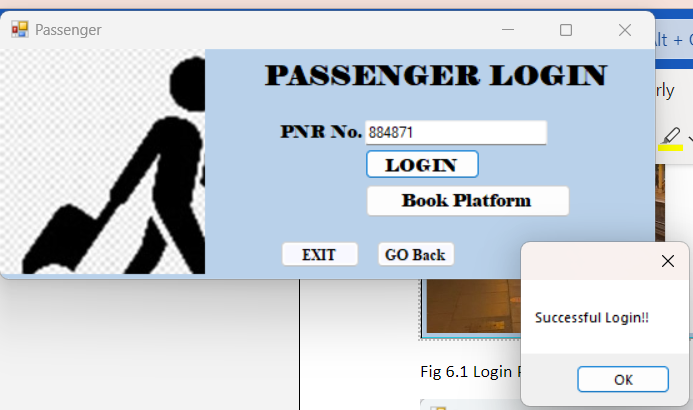 Passenger
lt + C
PASSENGER LOGIN
rly
PNR No. 884871
LOGIN
Book Platform
EXIT GO Back
Successful Login!!
OK
Fig 6.1 Login P